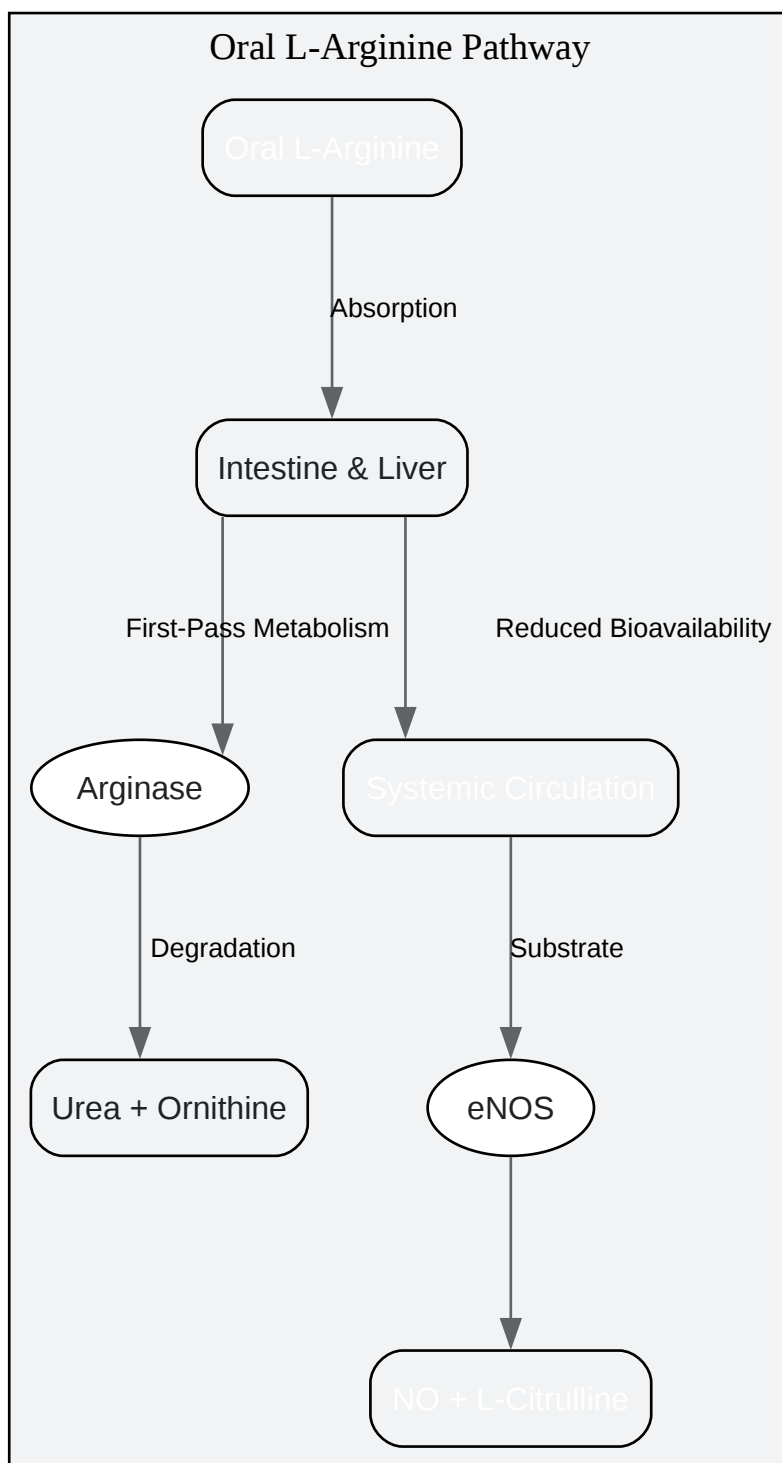 Oral L-Arginine Pathway
Oral L-Arginine
Absorption
Intestine & Liver
First-Pass Metabolism
Reduced Bioavailability
Arginase
Systemic Circulation
Degradation
Substrate
Urea + Ornithine
eNOS
NO + L-Citrulline